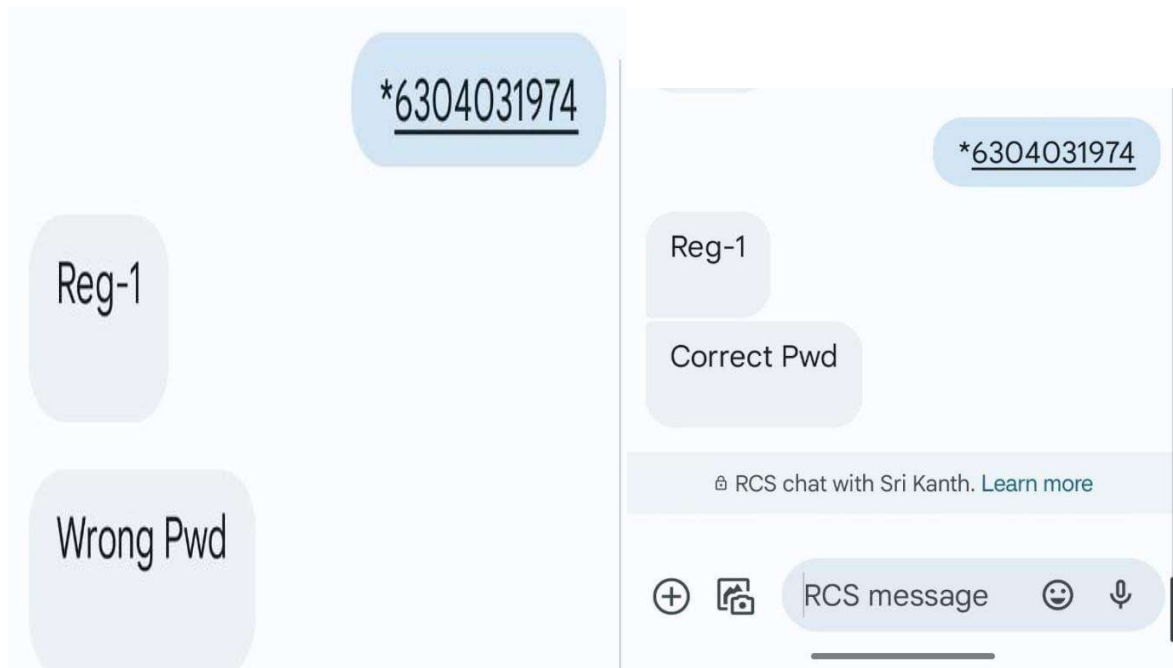 *6304031974
Reg-1
Wrong Pwd
*6304031974
Reg-1
Correct Pwd
RCS chat with Sri Kanth. Learn more
RCS message